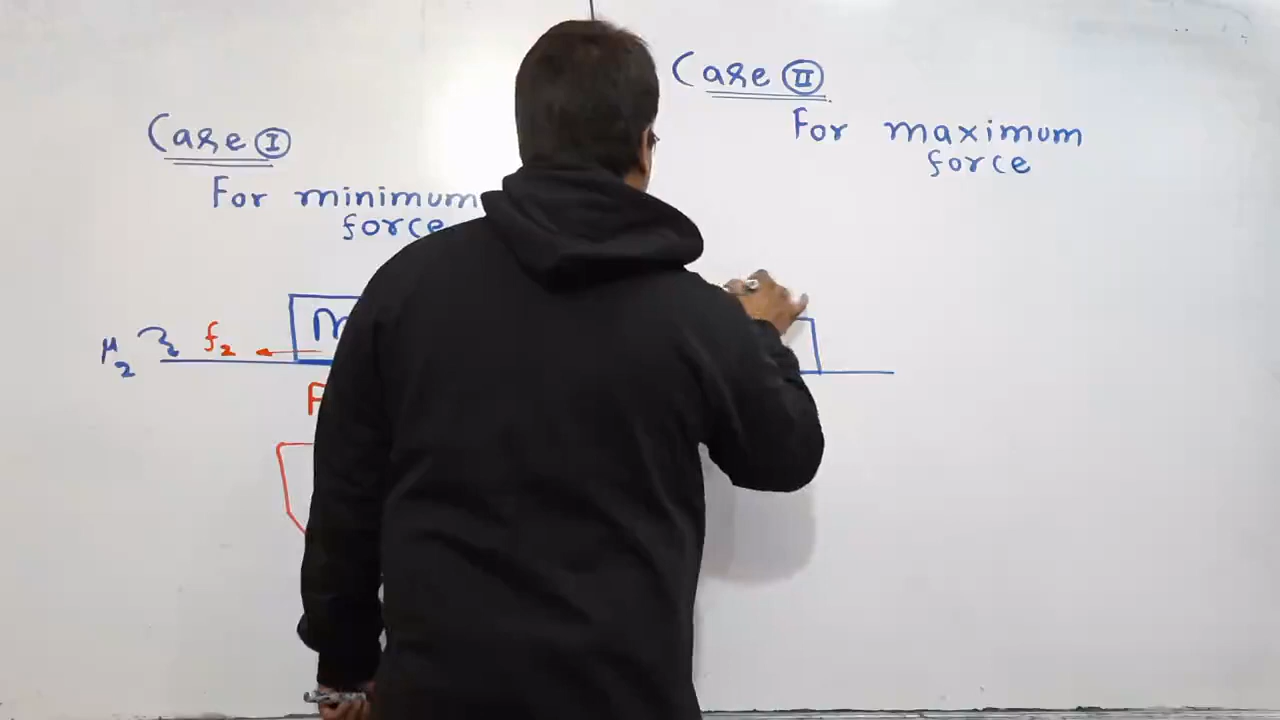 Case I
For minimum
force
μ2 f2 m
F
Case II
For maximum
force